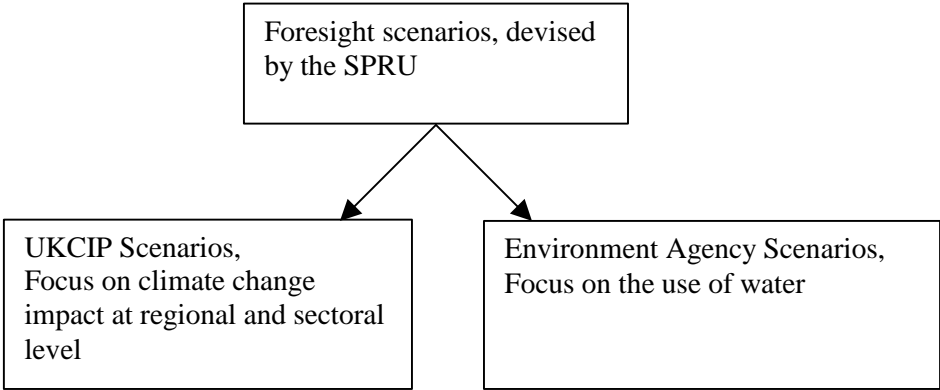 Foresight scenarios, devised
by the SPRU
UKCIP Scenarios,
Focus on climate change
impact at regional and sectoral
level
Environment Agency Scenarios,
Focus on the use of water